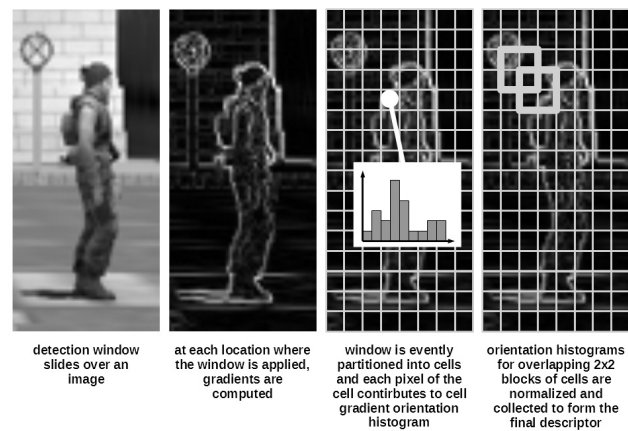 detection window
slides over an
image
at each location where
the window is applied,
gradients are
computed
window is evently
partitioned into cells
and each pixel of the
cell contirbutes to cell
gradient orientation
histogram
orientation histograms
for overlapping 2x2
blocks of cells are
normalized and
collected to form the
final descriptor